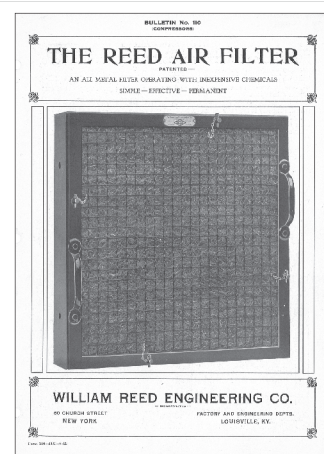 BULLETIN No. 150
(COMPRESSORS)
THE REED AIR FILTER
PATENTED
AN ALL METAL FILTER OPERATING WITH INEXPENSIVE CHEMICALS
SIMPLE — EFFECTIVE — PERMANENT
WILLIAM REED ENGINEERING CO.
50 CHURCH STREET
NEW YORK
FACTORY AND ENGINEERING DEPTS.
LOUISVILLE, KY.